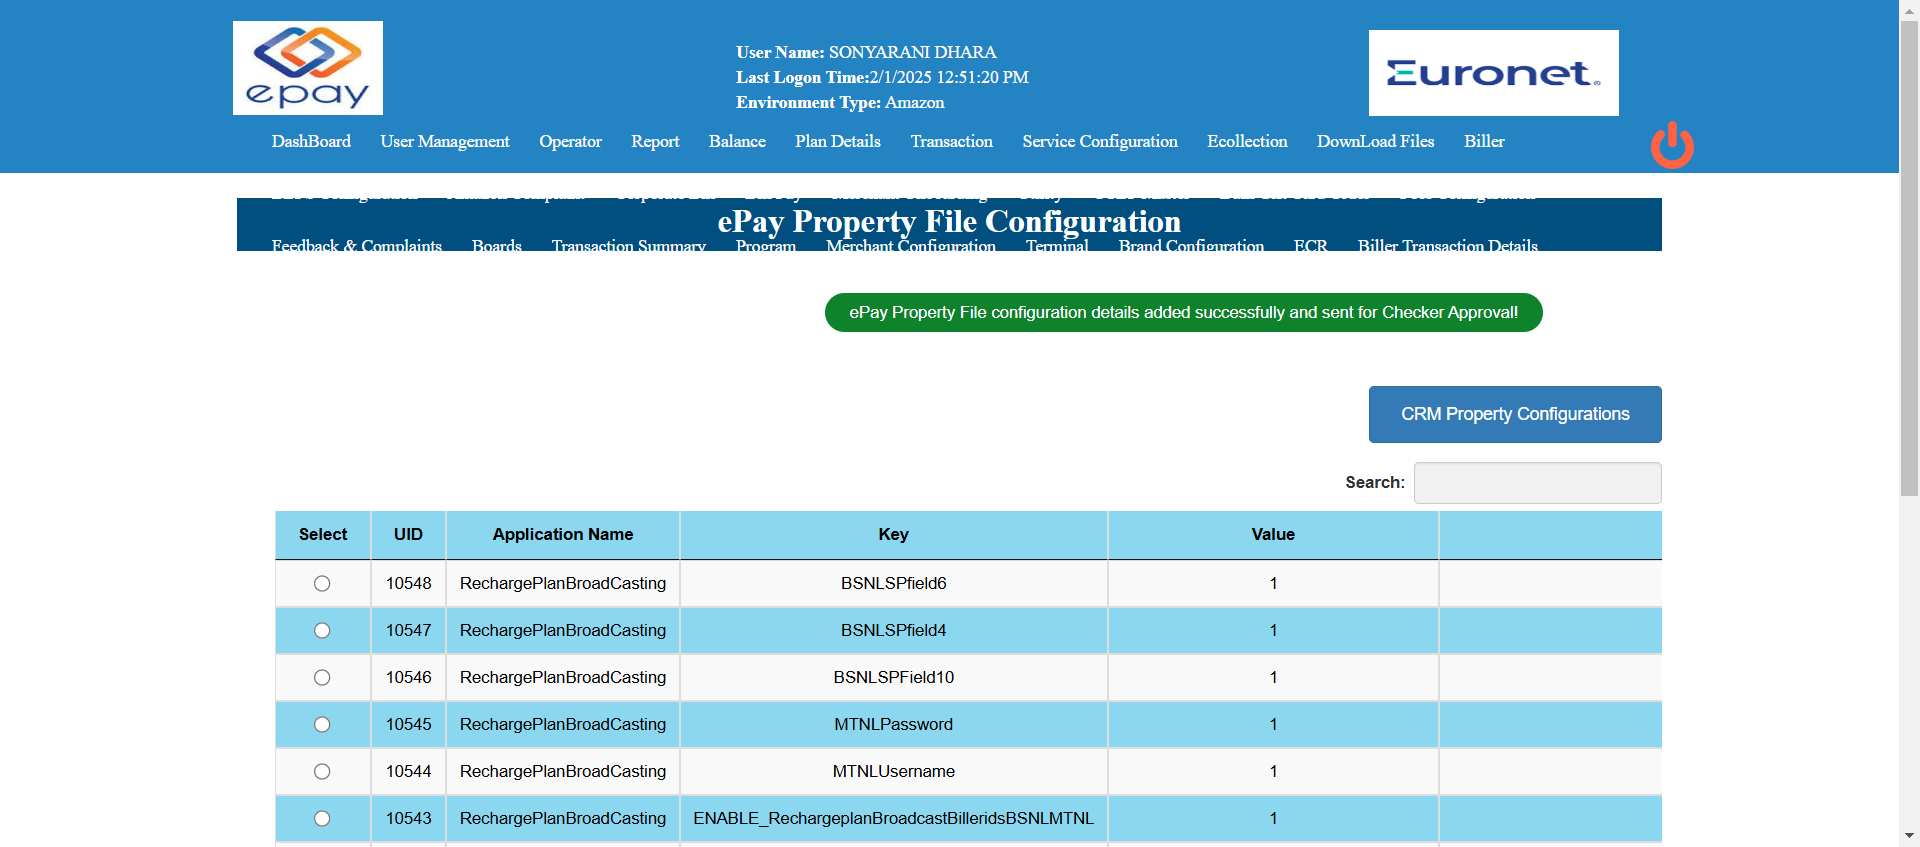 epay
User Name: SONYARANI DHARA
Last Logon Time:2/1/2025 12:51:20 PM
Environment Type: Amazon
Euronet
DashBoard User Management Operator Report Balance Plan Details Transaction Service Configuration Ecollection DownLoad Files Biller
ePay Property File Configuration
Feedback & Complaints Boards Transaction Summary Program Merchant Configuration Terminal Brand Configuration ECR Biller Transaction Details
ePay Property File configuration details added successfully and sent for Checker Approval!
CRM Property Configurations
Search:
Select UID Application Name Key Value
10548 RechargePlanBroadCasting BSNLSPfield6 1
10547 RechargePlanBroadCasting BSNLSPfield4 1
10546 RechargePlanBroadCasting BSNLSPField10 1
10545 RechargePlanBroadCasting MTNLPassword 1
10544 RechargePlanBroadCasting MTNLUsername 1
10543 RechargePlanBroadCasting ENABLE_RechargeplanBroadcastBilleridsBSNLMTNL 1